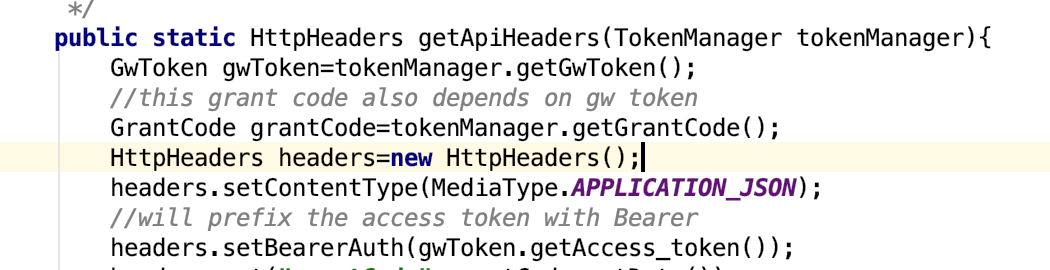 */
public static HttpHeaders getApiHeaders(TokenManager tokenManager){
GwToken gwToken=tokenManager.getGwToken();
//this grant code also depends on gw token
GrantCode grantCode=tokenManager.getGrantCode();
HttpHeaders headers=new HttpHeaders();
headers.setContentType(MediaType.APPLICATION_JSON);
//will prefix the access token with Bearer
headers.setBearerAuth(gwToken.getAccess_token());